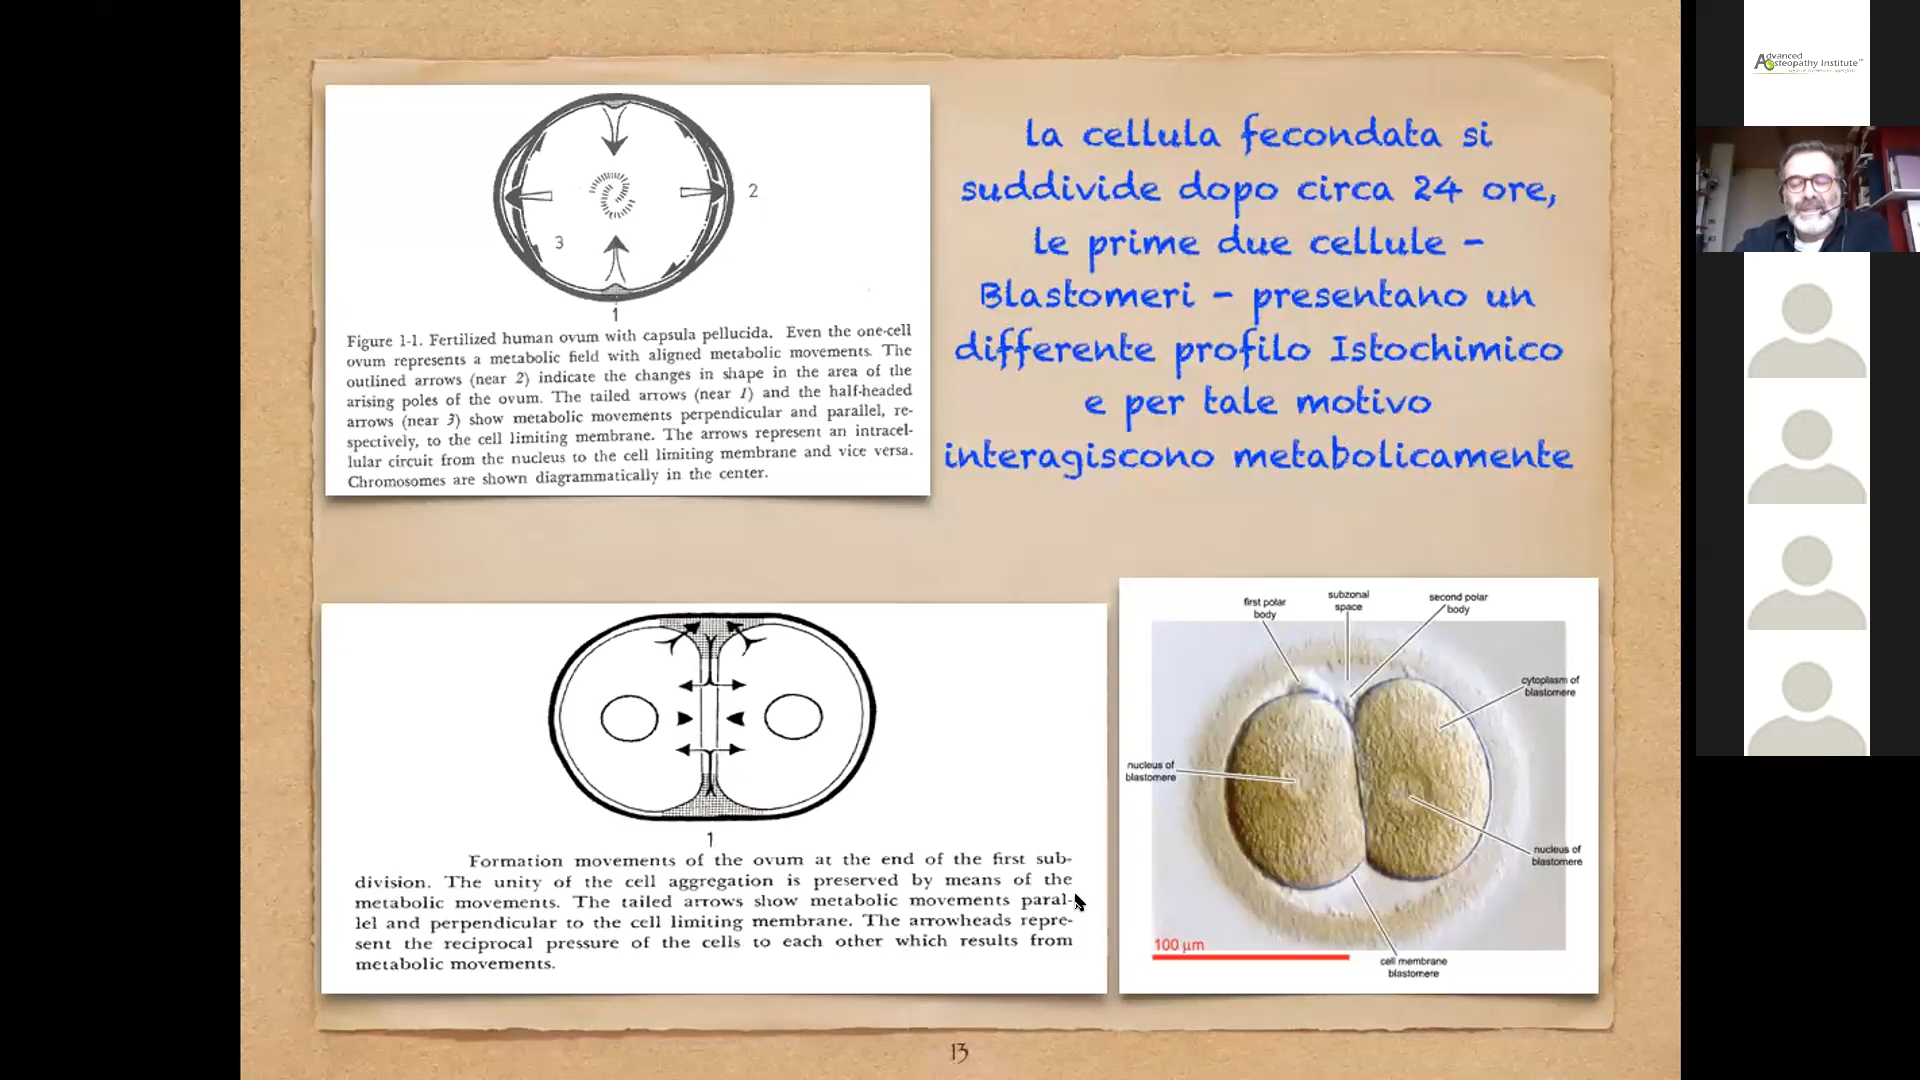 2
3
1
Figure 1-1. Fertilized human ovum with capsula pellucida. Even the one-cell
ovum represents a metabolic field with aligned metabolic movements. The
outlined arrows (near 2) indicate the changes in shape in the area of the
arising poles of the ovum. The tailed arrows (near 1) and the half-headed
arrows (near 3) show metabolic movements perpendicular and parallel, re-
spectively, to the cell limiting membrane. The arrows represent an intracel-
lular circuit from the nucleus to the cell limiting membrane and vice versa.
Chromosomes are shown diagrammatically in the center.
la cellula fecondata si
suddivide dopo circa 24 ore,
le prime due cellule -
Blastomeri - presentano un
differente profilo Istochimico
e per tale motivo
interagiscono metabolicamente
1
Formation movements of the ovum at the end of the first sub-
division. The unity of the cell aggregation is preserved by means of the
metabolic movements. The tailed arrows show metabolic movements paral-
lel and perpendicular to the cell limiting membrane. The arrowheads repre-
sent the reciprocal pressure of the cells to each other which results from
metabolic movements.
first polar
body
subzonal
space
second polar
body
cytoplasm of
blastomere
nucleus of
blastomere
nucleus of
blastomere
100 µm
cell membrane
blastomere
13
Advanced
Osteopathy Institute™